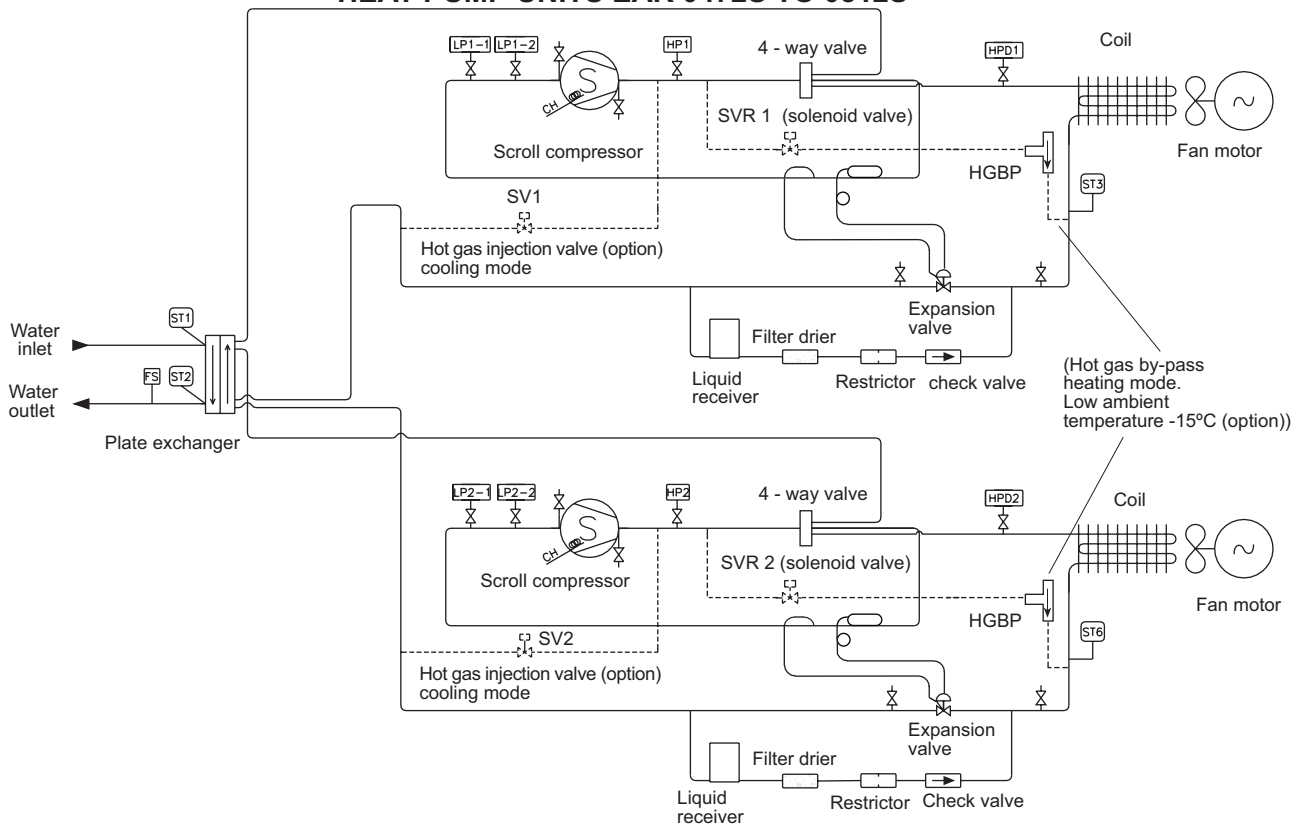 LP1-1
LP1-2
HP1
4 - way valve
HPD1
Coil
CH
SVR 1 (solenoid valve)
Scroll compressor
HGBP
Fan motor
ST3
SV1
Hot gas injection valve (option)
cooling mode
Expansion
valve
Water
inlet
ST1
Filter drier
Liquid
receiver
Restrictor
check valve
(Hot gas by-pass
heating mode.
Low ambient
temperature -15ºC (option))
FS
ST2
Water
outlet
Plate exchanger
LP2-1
LP2-2
HP2
4 - way valve
HPD2
Coil
CH
SVR 2 (solenoid valve)
Scroll compressor
HGBP
Fan motor
ST6
SV2
Hot gas injection valve (option)
cooling mode
Expansion
valve
Filter drier
Liquid
receiver
Restrictor
Check valve